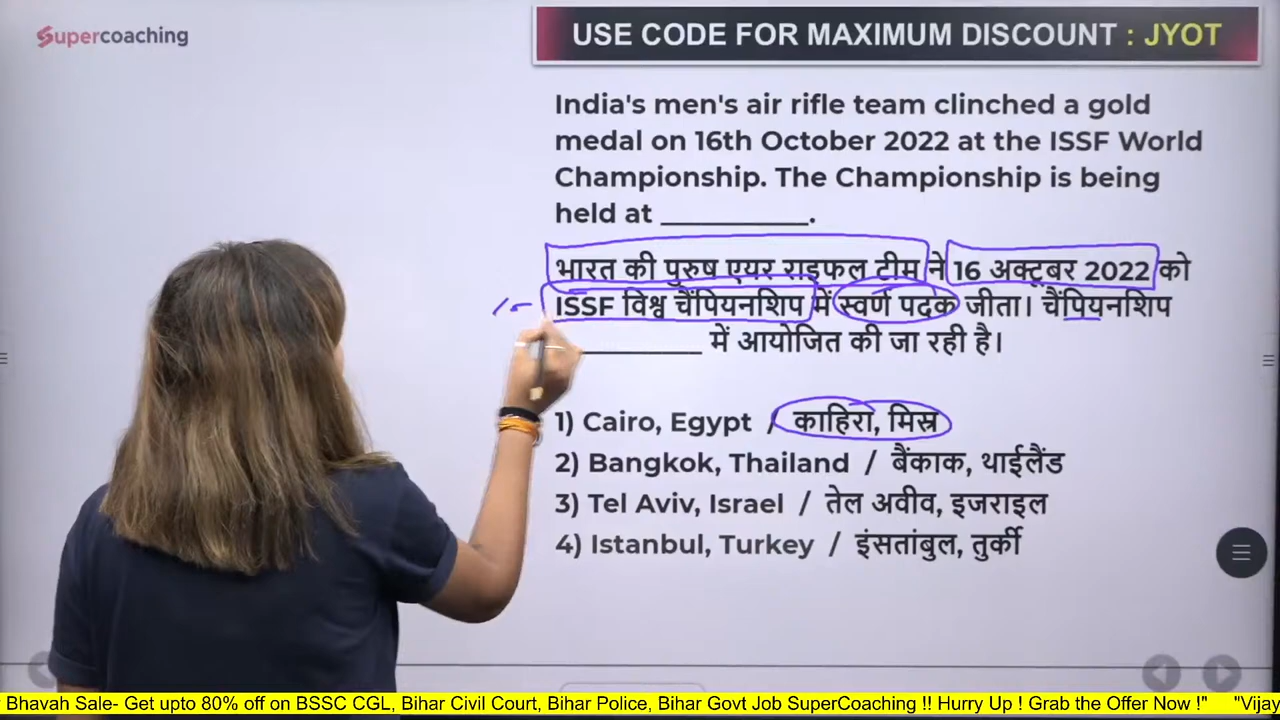 Supercoaching
USE CODE FOR MAXIMUM DISCOUNT : JYOT
India's men's air rifle team clinched a gold
medal on 16th October 2022 at the ISSF World
Championship. The Championship is being
held at __________.
भारत की पुरुष एयर राइफल टीम ने 16 अक्टूबर 2022 को
ISSF विश्व चैंपियनशिप में स्वर्ण पदक जीता। चैंपियनशिप
__________ में आयोजित की जा रही है।
1) Cairo, Egypt / काहिरा, मिस्र
2) Bangkok, Thailand / बैंकाक, थाईलैंड
3) Tel Aviv, Israel / तेल अवीव, इजराइल
4) Istanbul, Turkey / इंसतांबुल, तुर्की
Bhavah Sale- Get upto 80% off on BSSC CGL, Bihar Civil Court, Bihar Police, Bihar Govt Job SuperCoaching !! Hurry Up ! Grab the Offer Now !" "Vijay